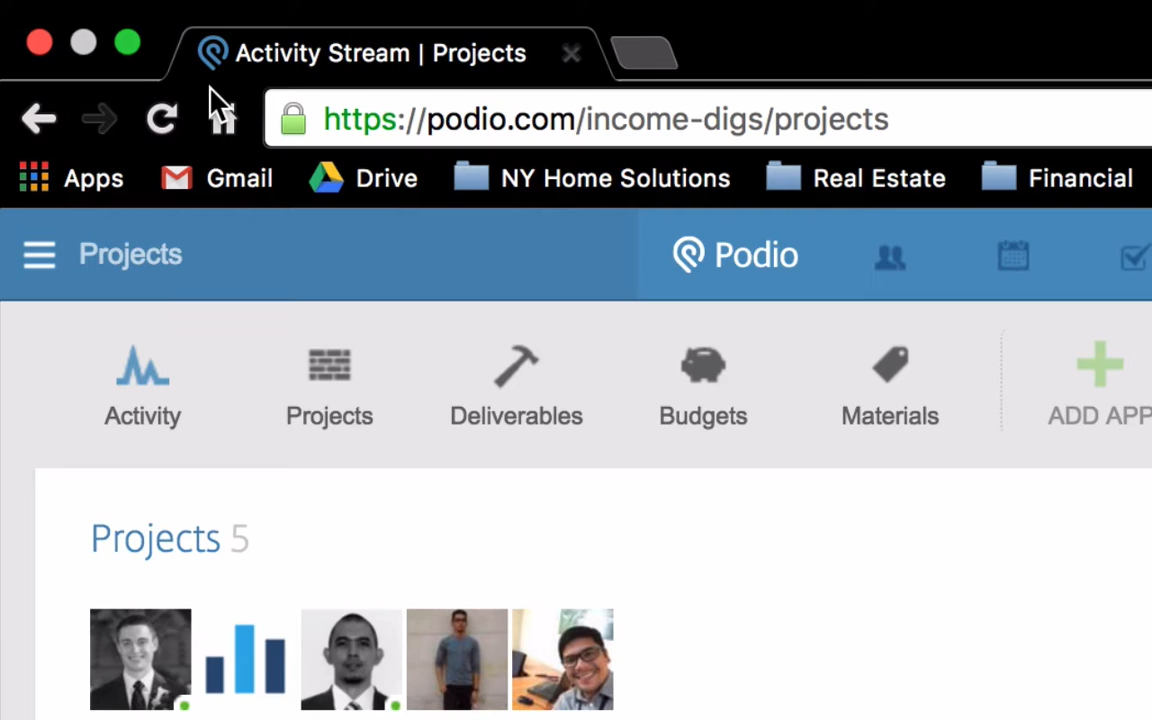 Activity Stream | Projects
https://podio.com/income-digs/projects
Apps Gmail Drive NY Home Solutions Real Estate Financial
Projects Podio
Activity Projects Deliverables Budgets Materials ADD APP
Projects 5